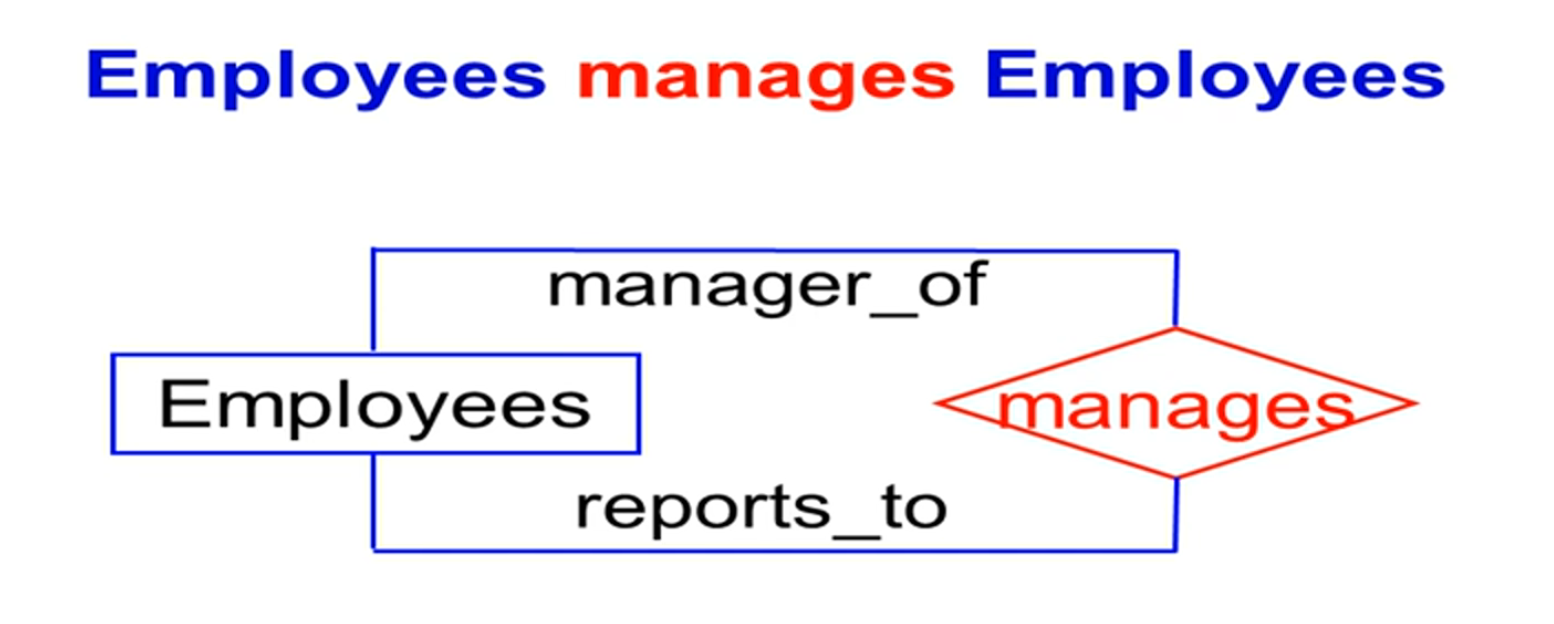 Employees manages Employees
manager_of
Employees
manages
reports_to